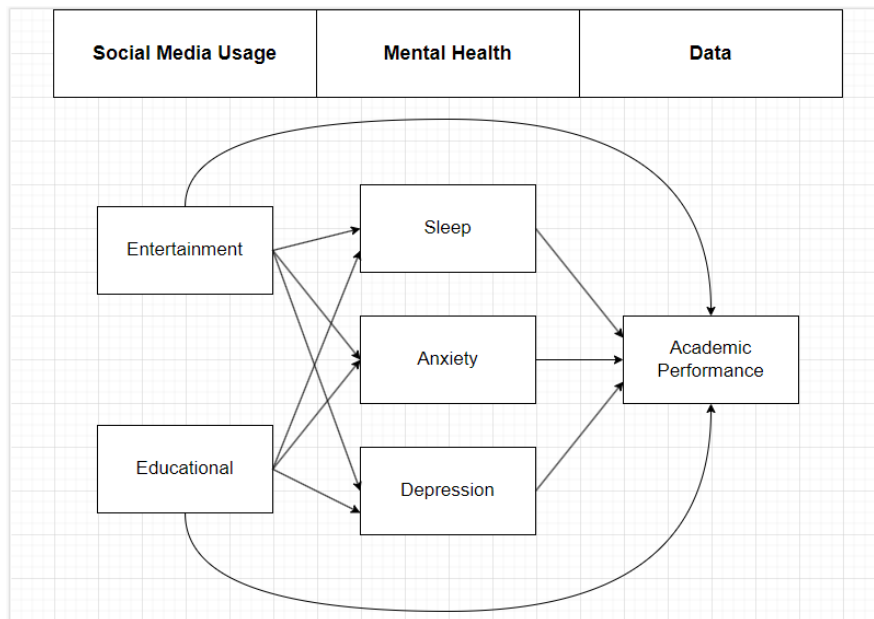 Social Media Usage
Mental Health
Data
Entertainment
Sleep
Anxiety
Academic
Performance
Educational
Depression